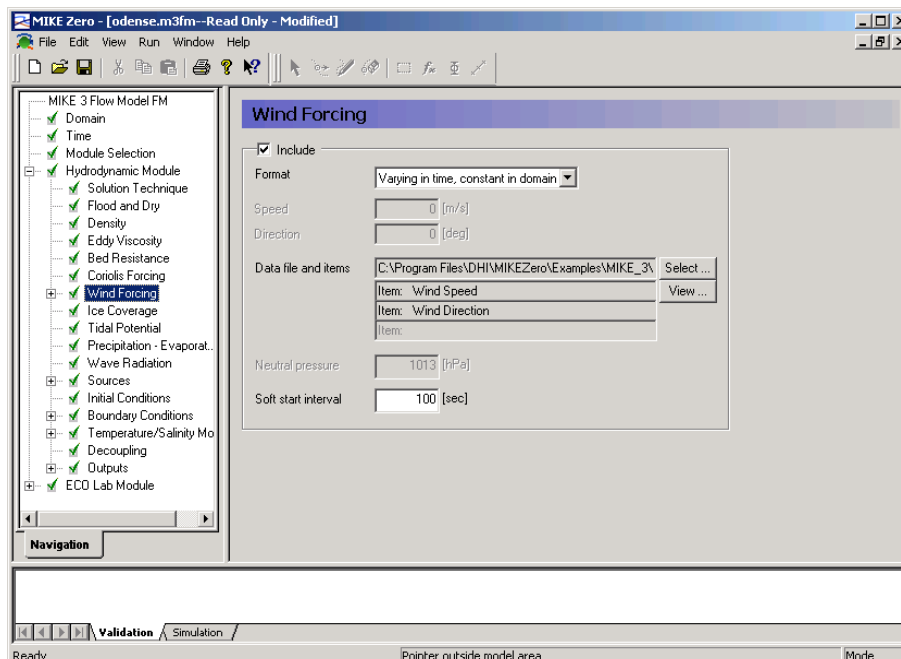 MIKE Zero - [odense.m3fm--Read Only - Modified]
File Edit View Run Window Help
MIKE 3 Flow Model FM
Domain
Time
Module Selection
Hydrodynamic Module
Solution Technique
Flood and Dry
Density
Eddy Viscosity
Bed Resistance
Coriolis Forcing
Wind Forcing
Ice Coverage
Tidal Potential
Precipitation - Evaporat..
Wave Radiation
Sources
Initial Conditions
Boundary Conditions
Temperature/Salinity Mo
Decoupling
Outputs
ECO Lab Module
Navigation
Wind Forcing
Include
Format Varying in time, constant in domain
Speed 0 [m/s]
Direction 0 [deg]
Data file and items C:\Program Files\DHI\MIKEZero\Examples\MIKE_3\ Select ...
Item: Wind Speed View ...
Item: Wind Direction
Item:
Neutral pressure 1013 [hPa]
Soft start interval 100 [sec]
Validation Simulation
Ready Pointer outside model area Mode